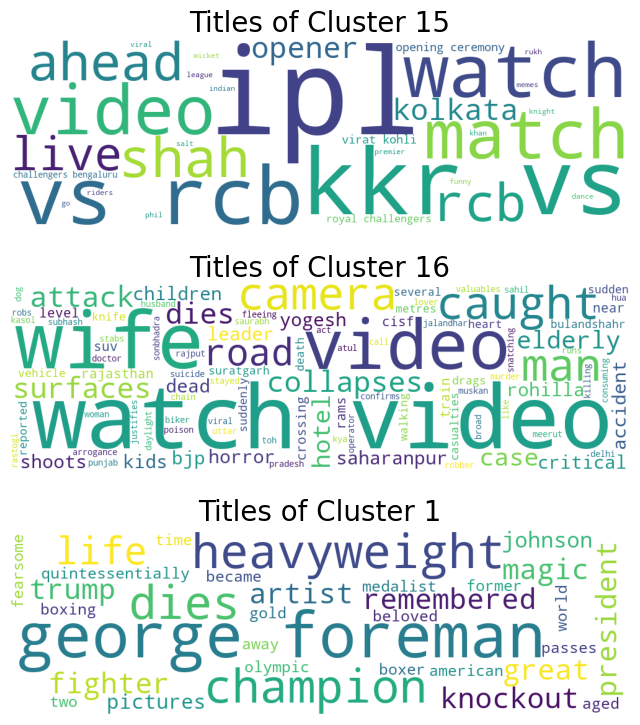 Titles of Cluster 15
viral wicket opener opening ceremony rukh
ahead league ipl watch
indian memes
video kolkata knight
live shah salt virat kohli khan match
challengers bengaluru kkr premier funny
vs riders rcb rcb vs
go phil royal challengers dance
Titles of Cluster 16
dog attack children camera several valuables sahil sudden
robs level husband dies fleeing lover caught hua
kasol subhash knife saurabh yogesh cisf metres jalandhar heart near bulandshahr
wife stabs sonbhadra leader act call video snatching elderly
suv doctor rajput road death atul man runs
vehicle rajasthan suicide suratgarh collapses drags murder rohilla killing consuming
surfaces dead stayed confirms muskan like accident
reported woman chain suddenly crossing hotel rams operator walking train casualties broad
watch video video
rastogi justifies daylight biker viral toh kya meerut delhi
arrogance poison uttar
shoots punjab kids bjp horror pradesh saharanpur robber case critical
Titles of Cluster 1
fearsome life time heavyweight johnson
quintessentially became magic
trump dies artist medalist former president
boxing gold remembered world
beloved
george foreman passes
away
fighter olympic champion boxer american great
two pictures knockout aged